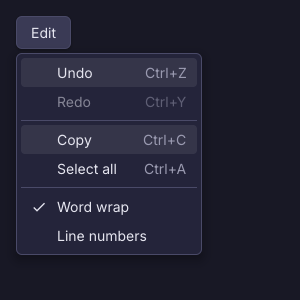 Edit
Undo Ctrl+Z
Redo Ctrl+Y
Copy Ctrl+C
Select all Ctrl+A
Word wrap
Line numbers